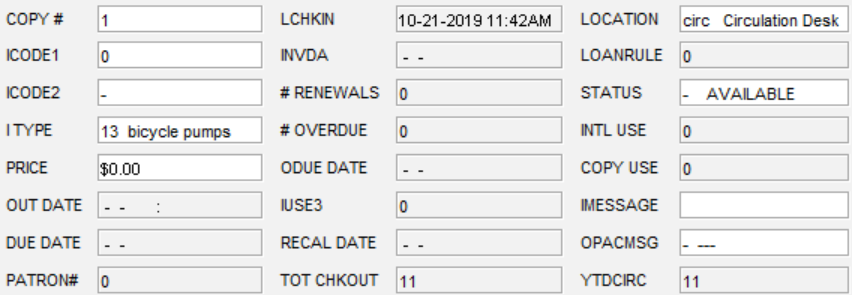 COPY # 1 LCHKIN 10-21-2019 11:42AM LOCATION circ Circulation Desk
ICODE1 0 INVDA - - LOANRULE 0
ICODE2 - # RENEWALS 0 STATUS - AVAILABLE
I TYPE 13 bicycle pumps # OVERDUE 0 INTL USE 0
PRICE $0.00 ODUE DATE - - COPY USE 0
OUT DATE - - : IUSE3 0 IMESSAGE
DUE DATE - - RECAL DATE - - OPACMSG - ---
PATRON# 0 TOT CHKOUT 11 YTDCIRC 11